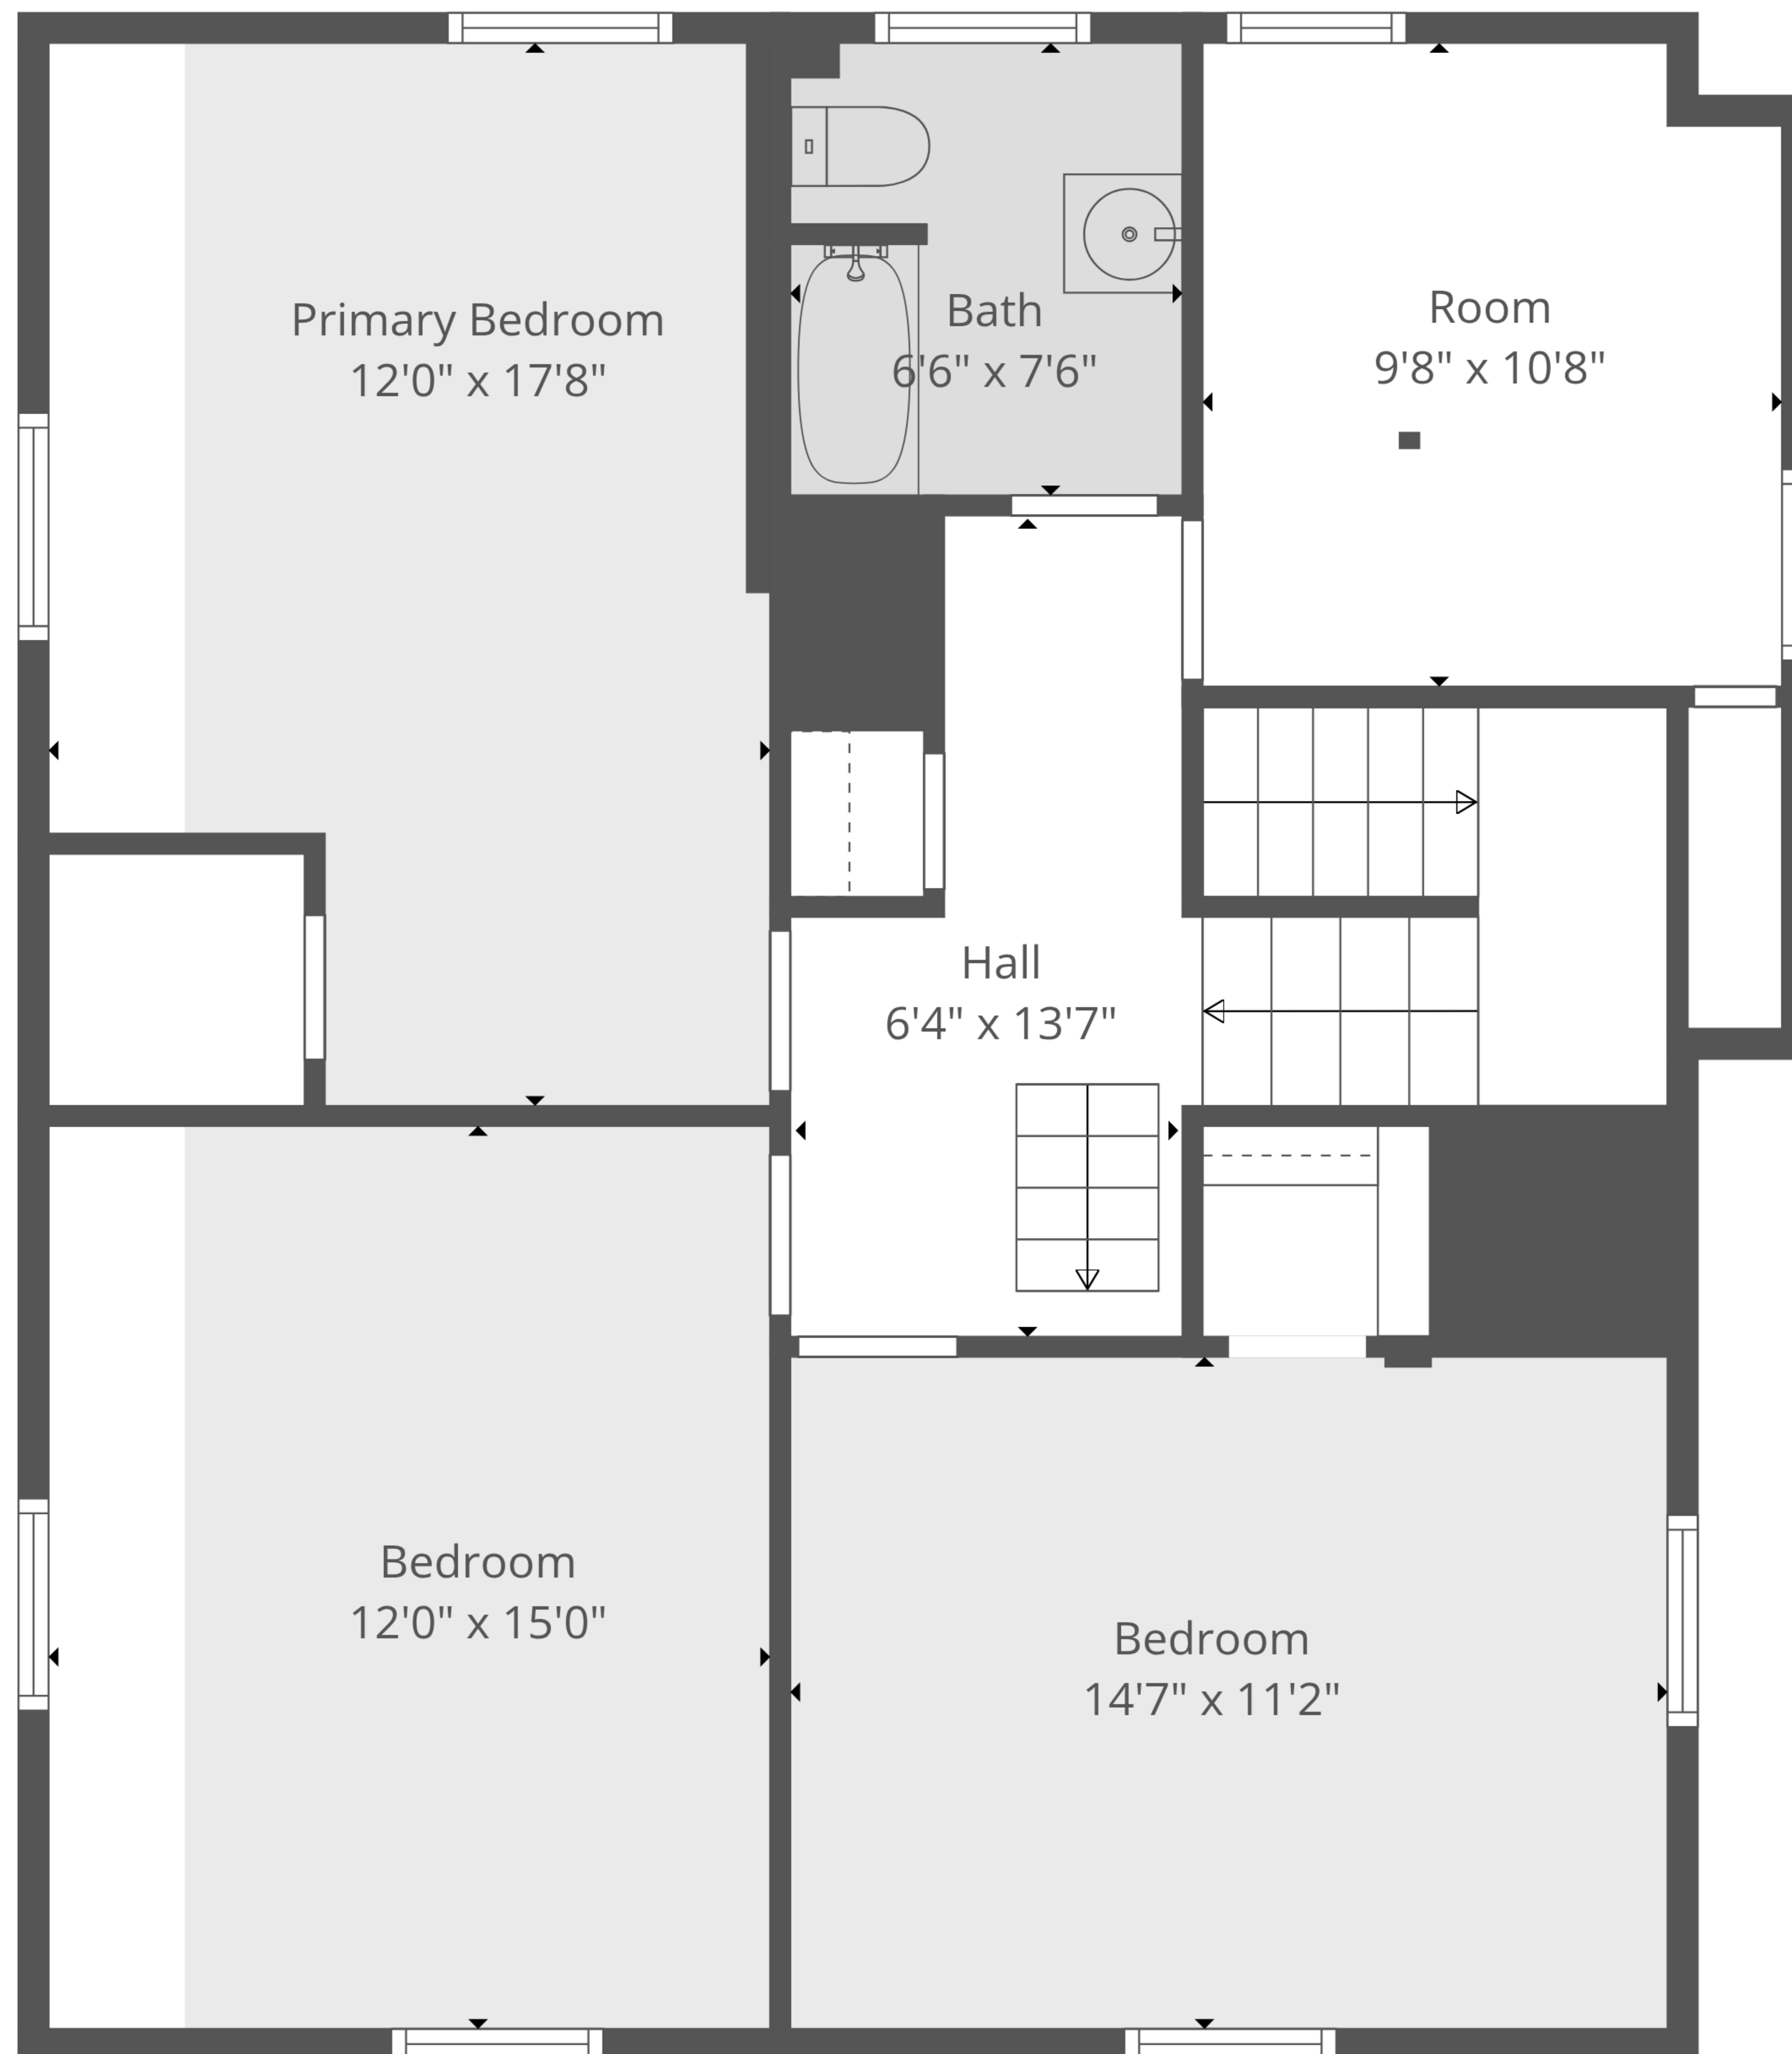 Primary Bedroom
12'0" x 17'8"
Bath
6'6" x 7'6"
Room
9'8" x 10'8"
Hall
6'4" x 13'7"
Bedroom
12'0" x 15'0"
Bedroom
14'7" x 11'2"